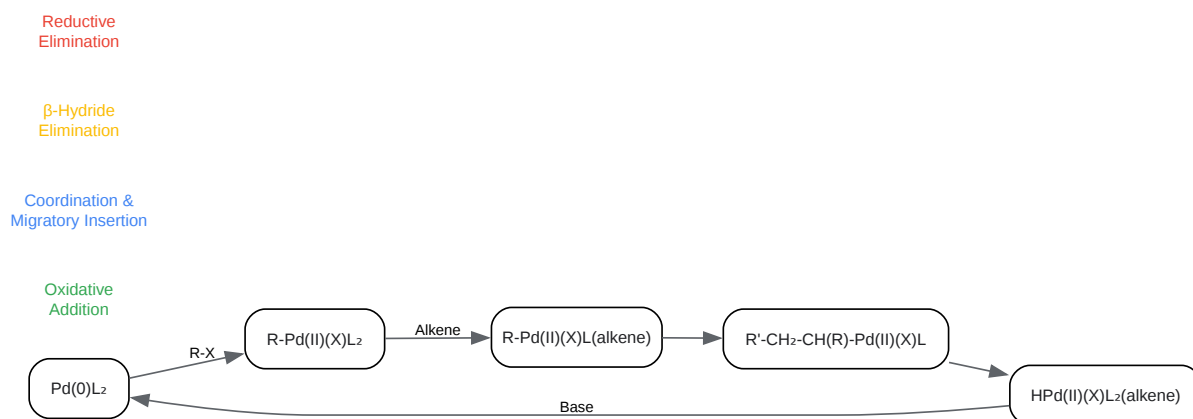 Reductive
Elimination
β-Hydride
Elimination
Coordination &
Migratory Insertion
Oxidative
Addition
R-Pd(II)(X)L₂
Alkene
R-Pd(II)(X)L(alkene)
R'-CH₂-CH(R)-Pd(II)(X)L
R-X
Pd(0)L₂
HPd(II)(X)L₂(alkene)
Base